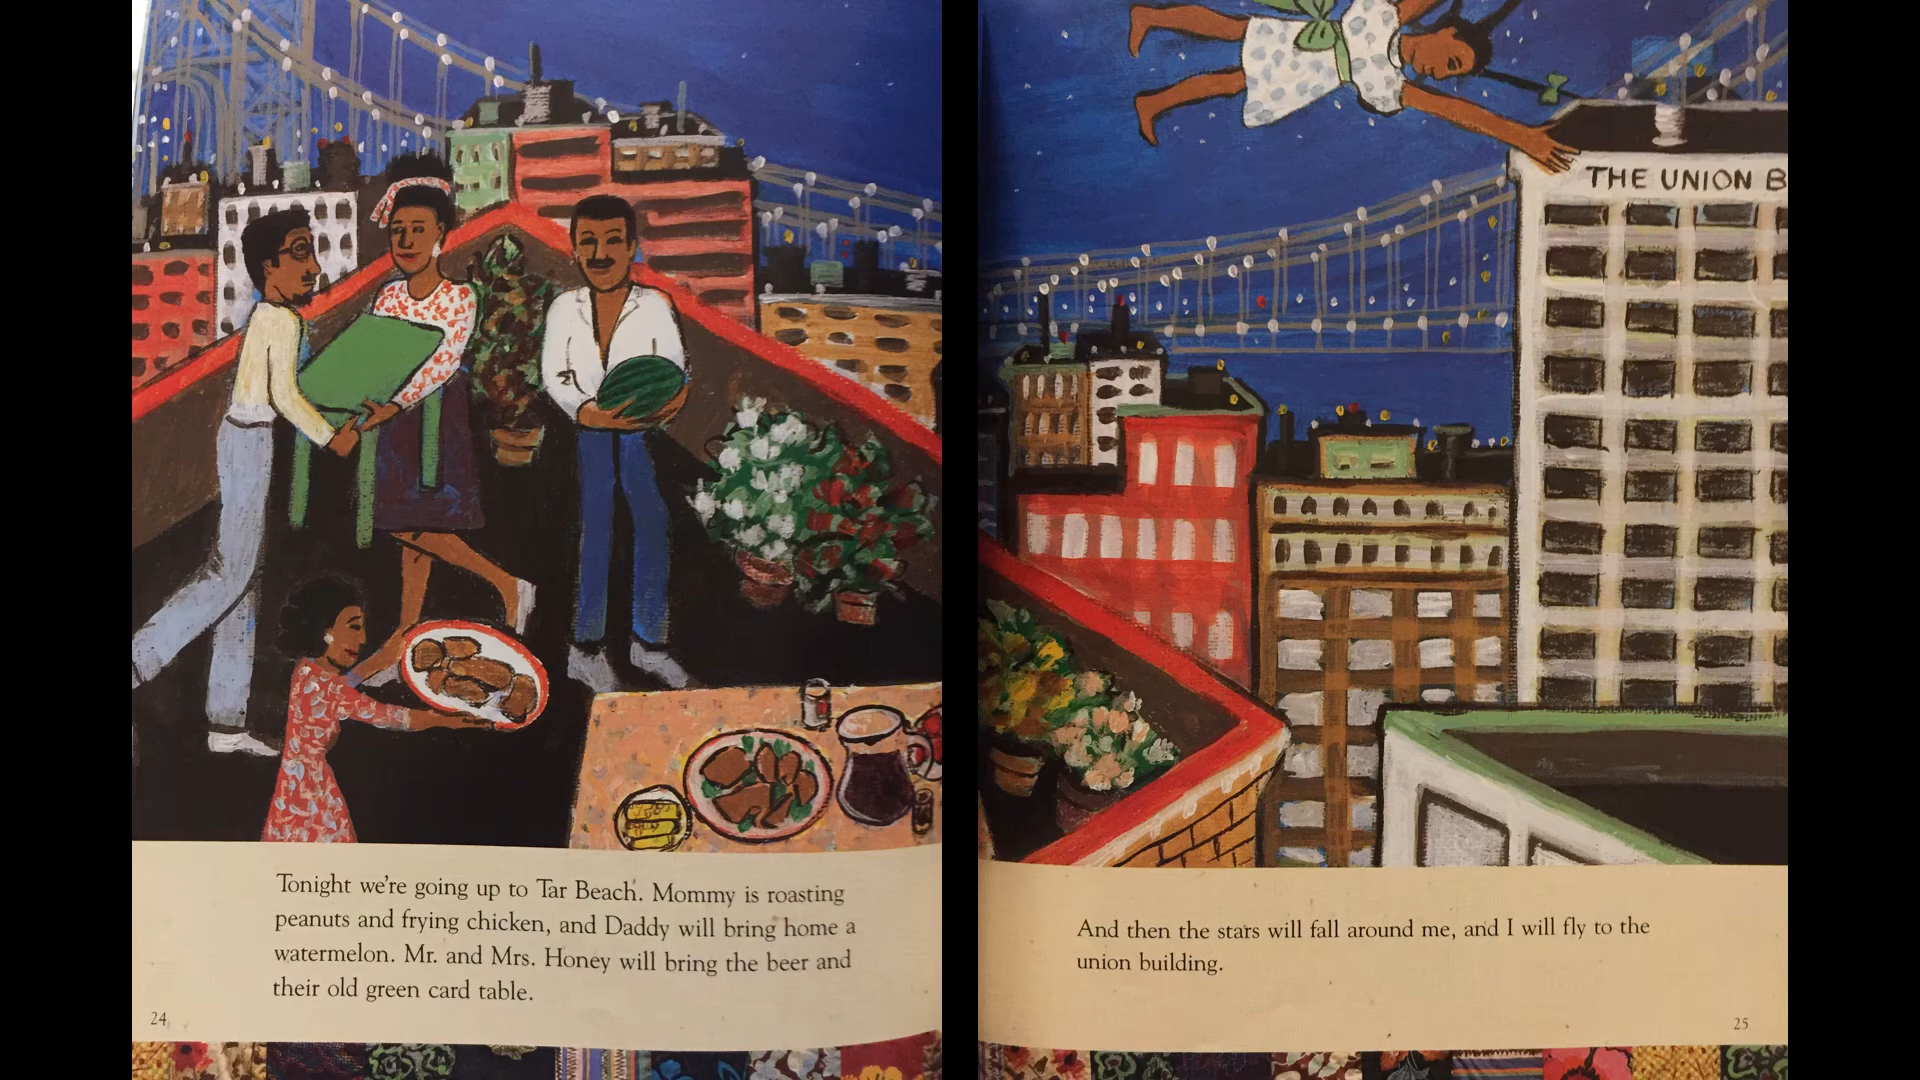 Tonight we're going up to Tar Beach. Mommy is roasting
peanuts and frying chicken, and Daddy will bring home a
watermelon. Mr. and Mrs. Honey will bring the beer and
their old green card table.
24
THE UNION B
And then the stars will fall around me, and I will fly to the
union building.
25